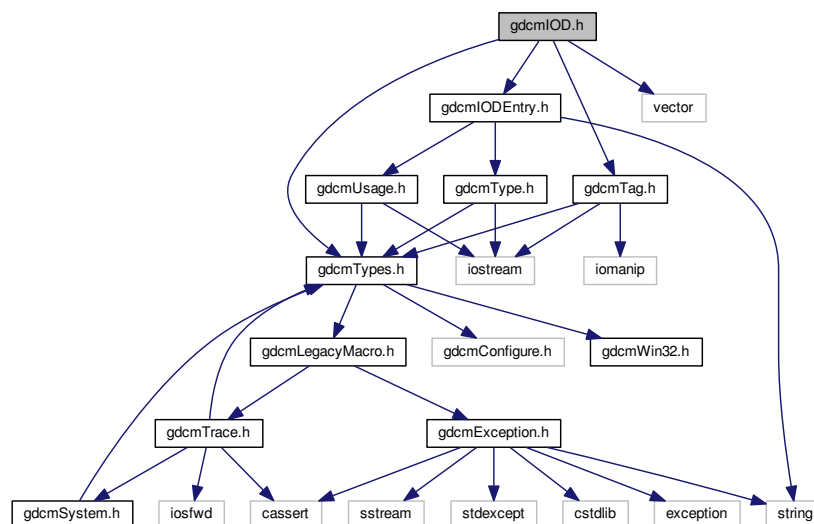 gdcmIOD.h
gdcmIODEntry.h
vector
gdcmUsage.h
gdcmType.h
gdcmTag.h
gdcmTypes.h
iostream
iomanip
gdcmLegacyMacro.h
gdcmConfigure.h
gdcmWin32.h
gdcmTrace.h
gdcmException.h
gdcmSystem.h
iosfwd
cassert
sstream
stdexcept
cstdlib
exception
string